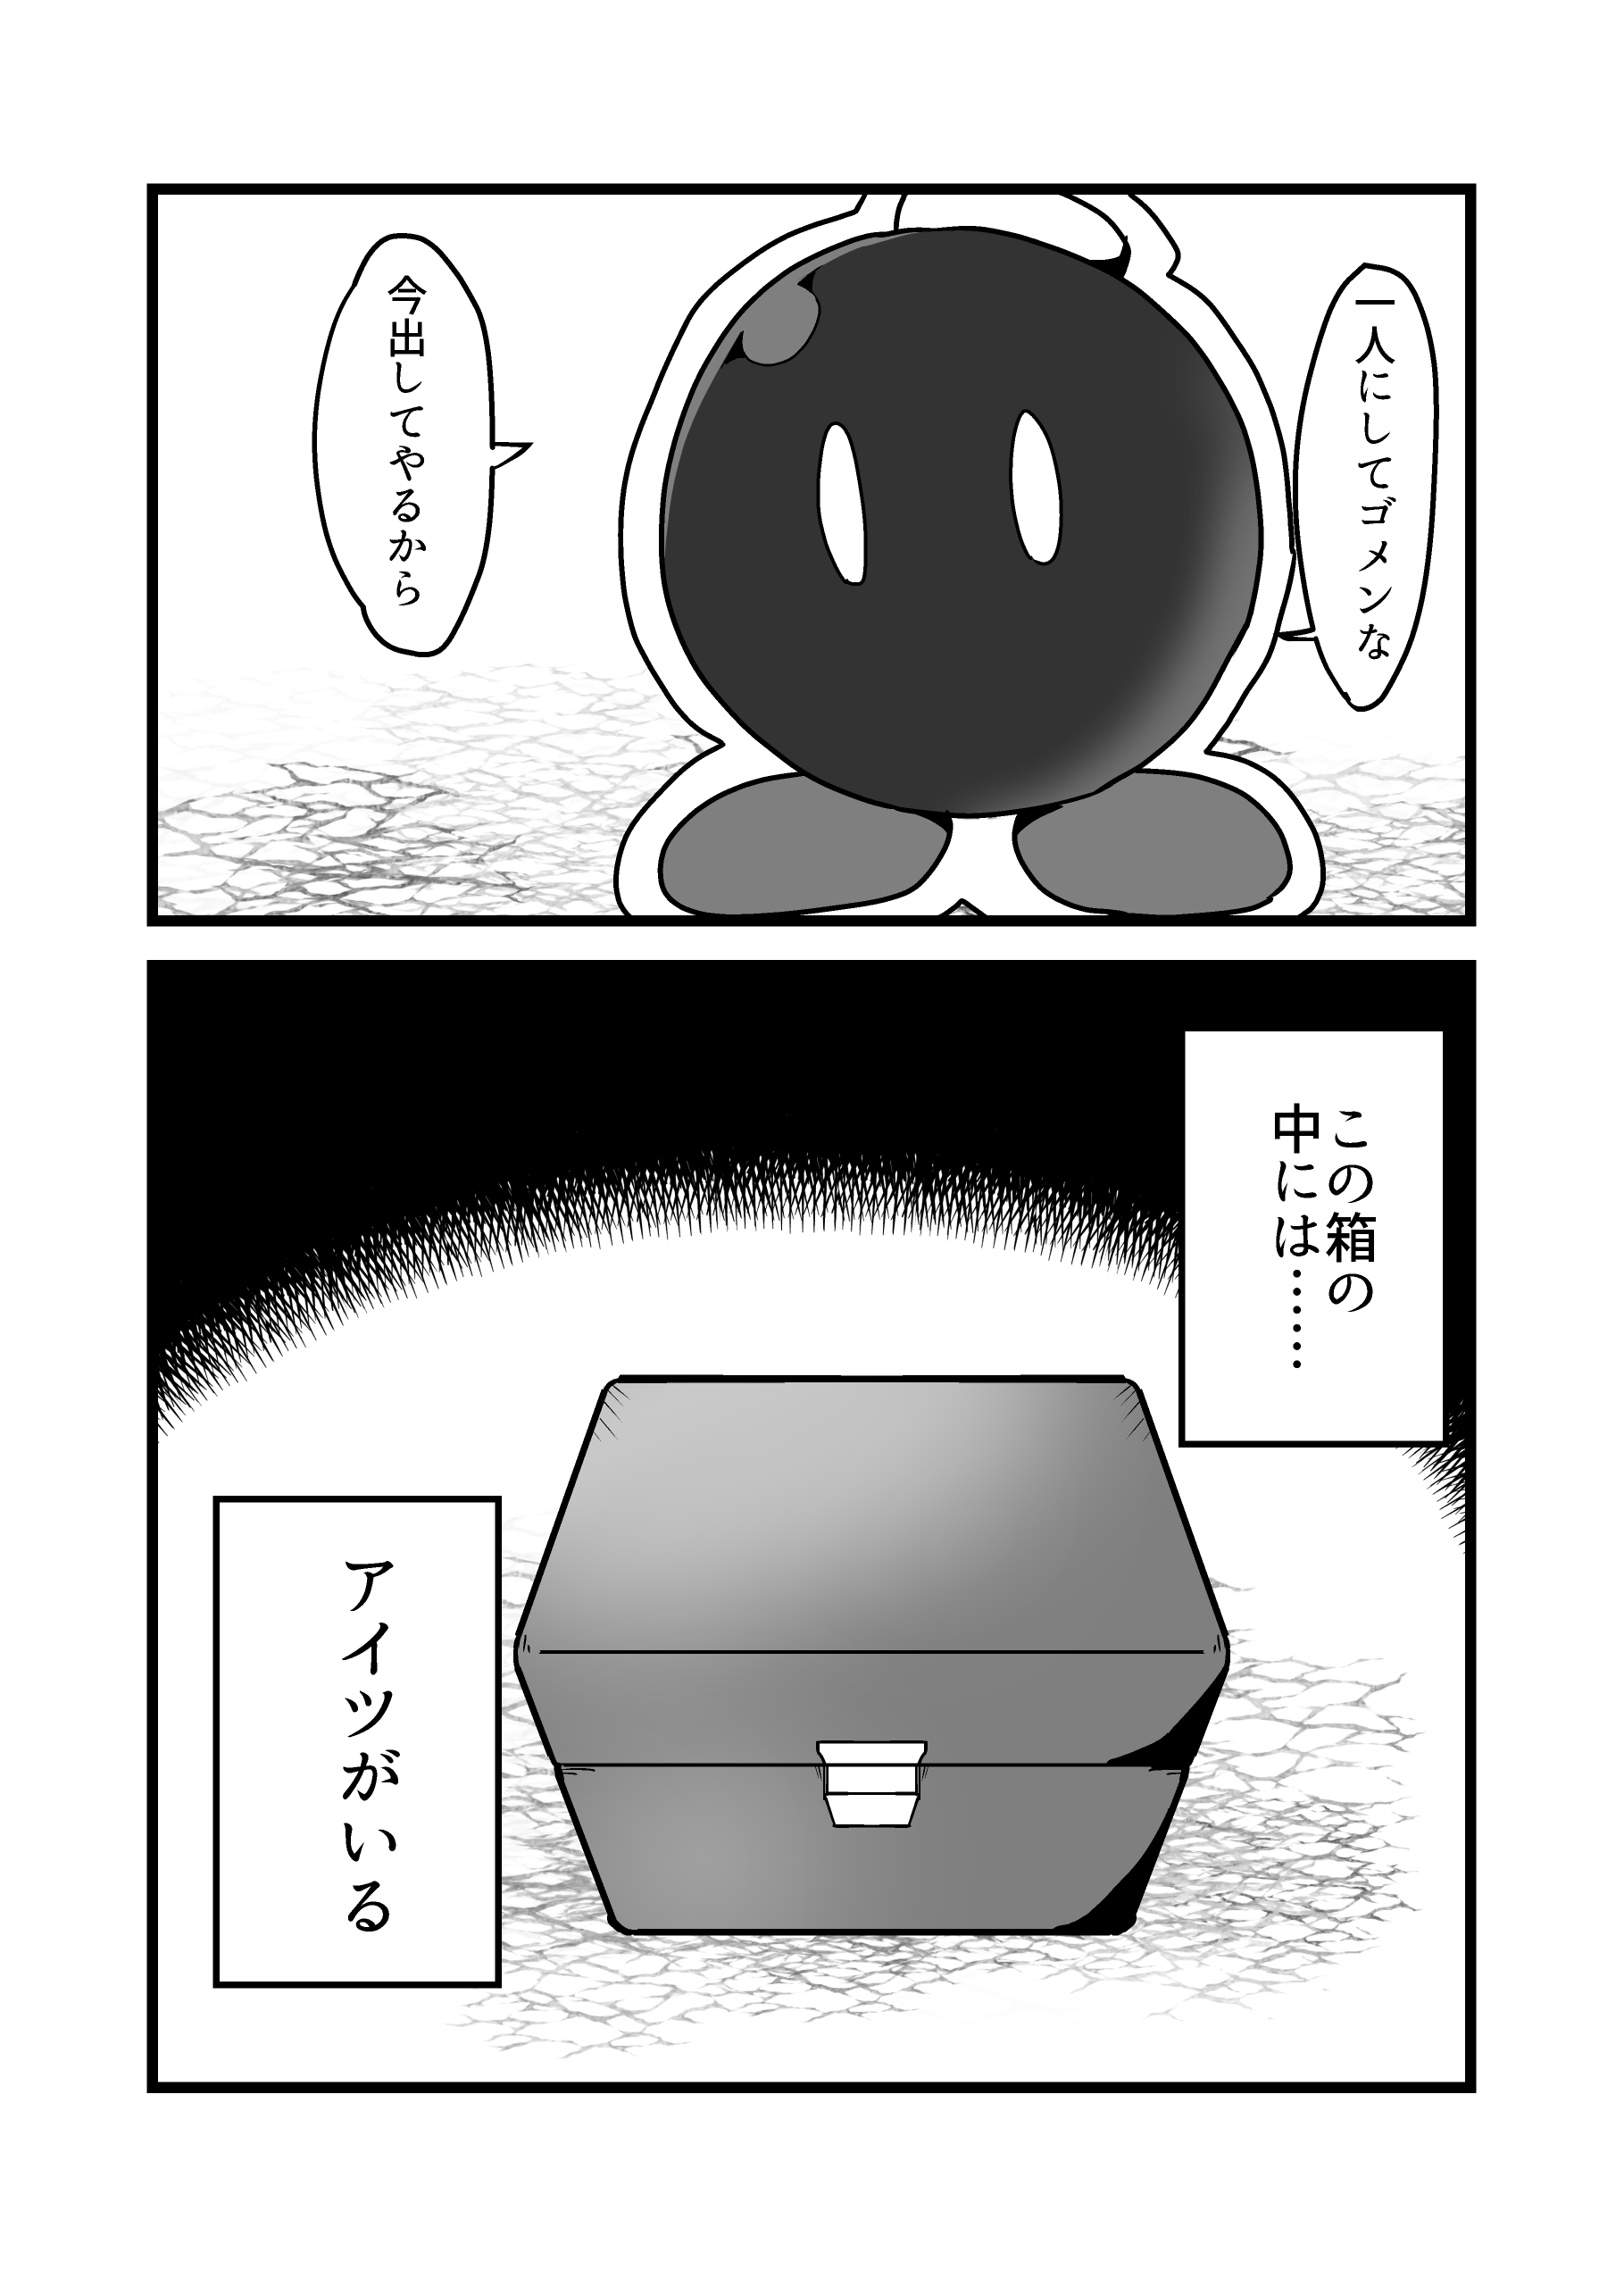 一人にしてゴメンな
今出してやるから
この箱の
中には……
アイツがいる